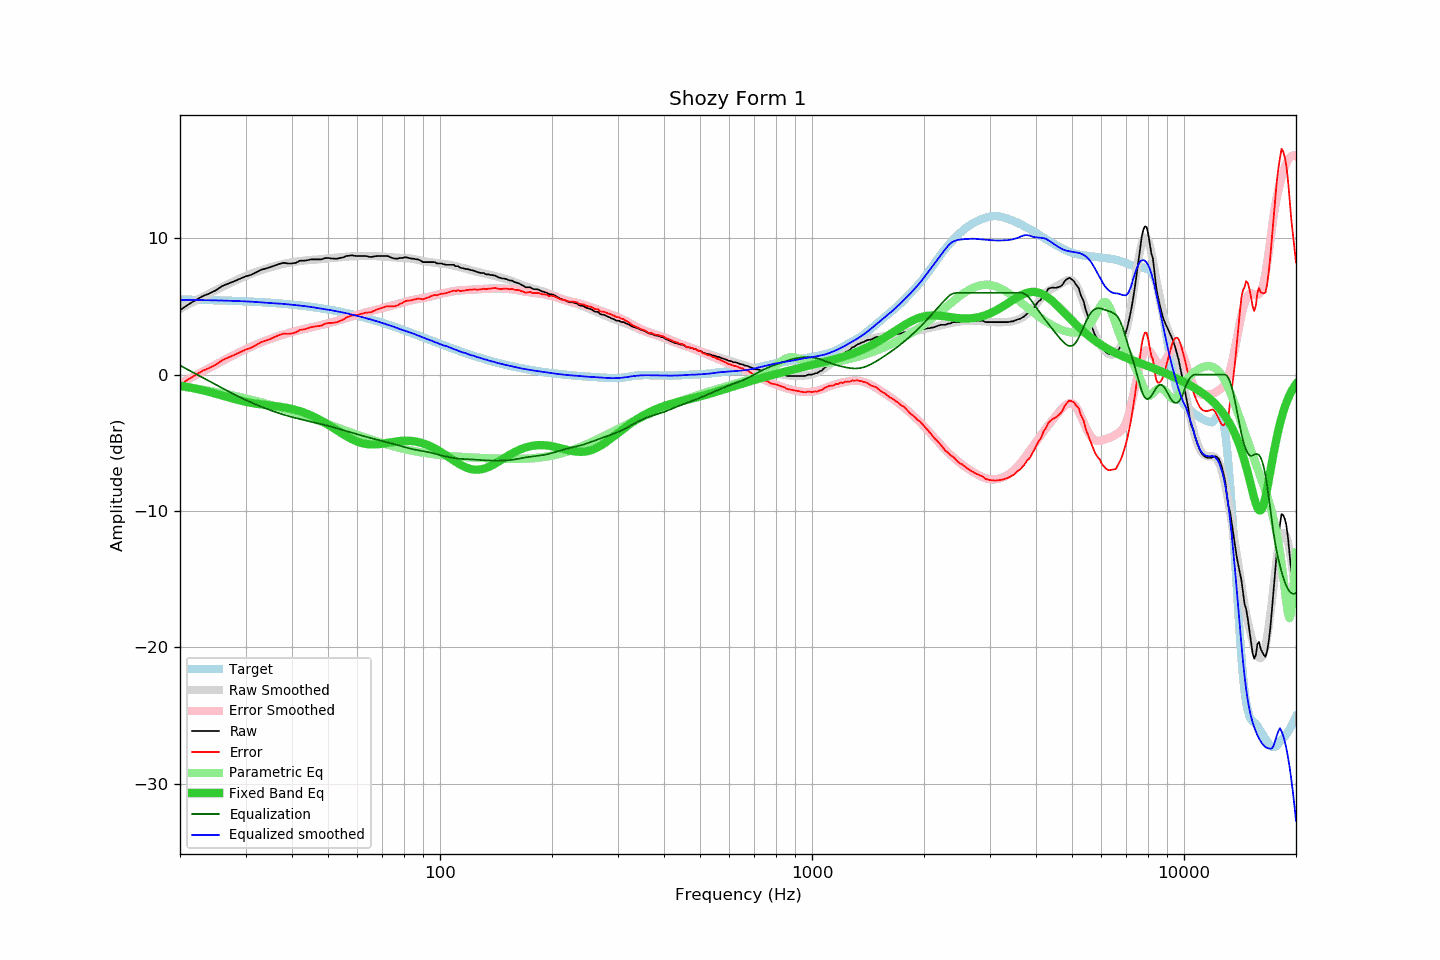 Shozy Form 1
Amplitude (dBr)
10
0
−10
−20
−30
Target
Raw Smoothed
Error Smoothed
Raw
Error
Parametric Eq
Fixed Band Eq
Equalization
Equalized smoothed
100
1000
10000
Frequency (Hz)